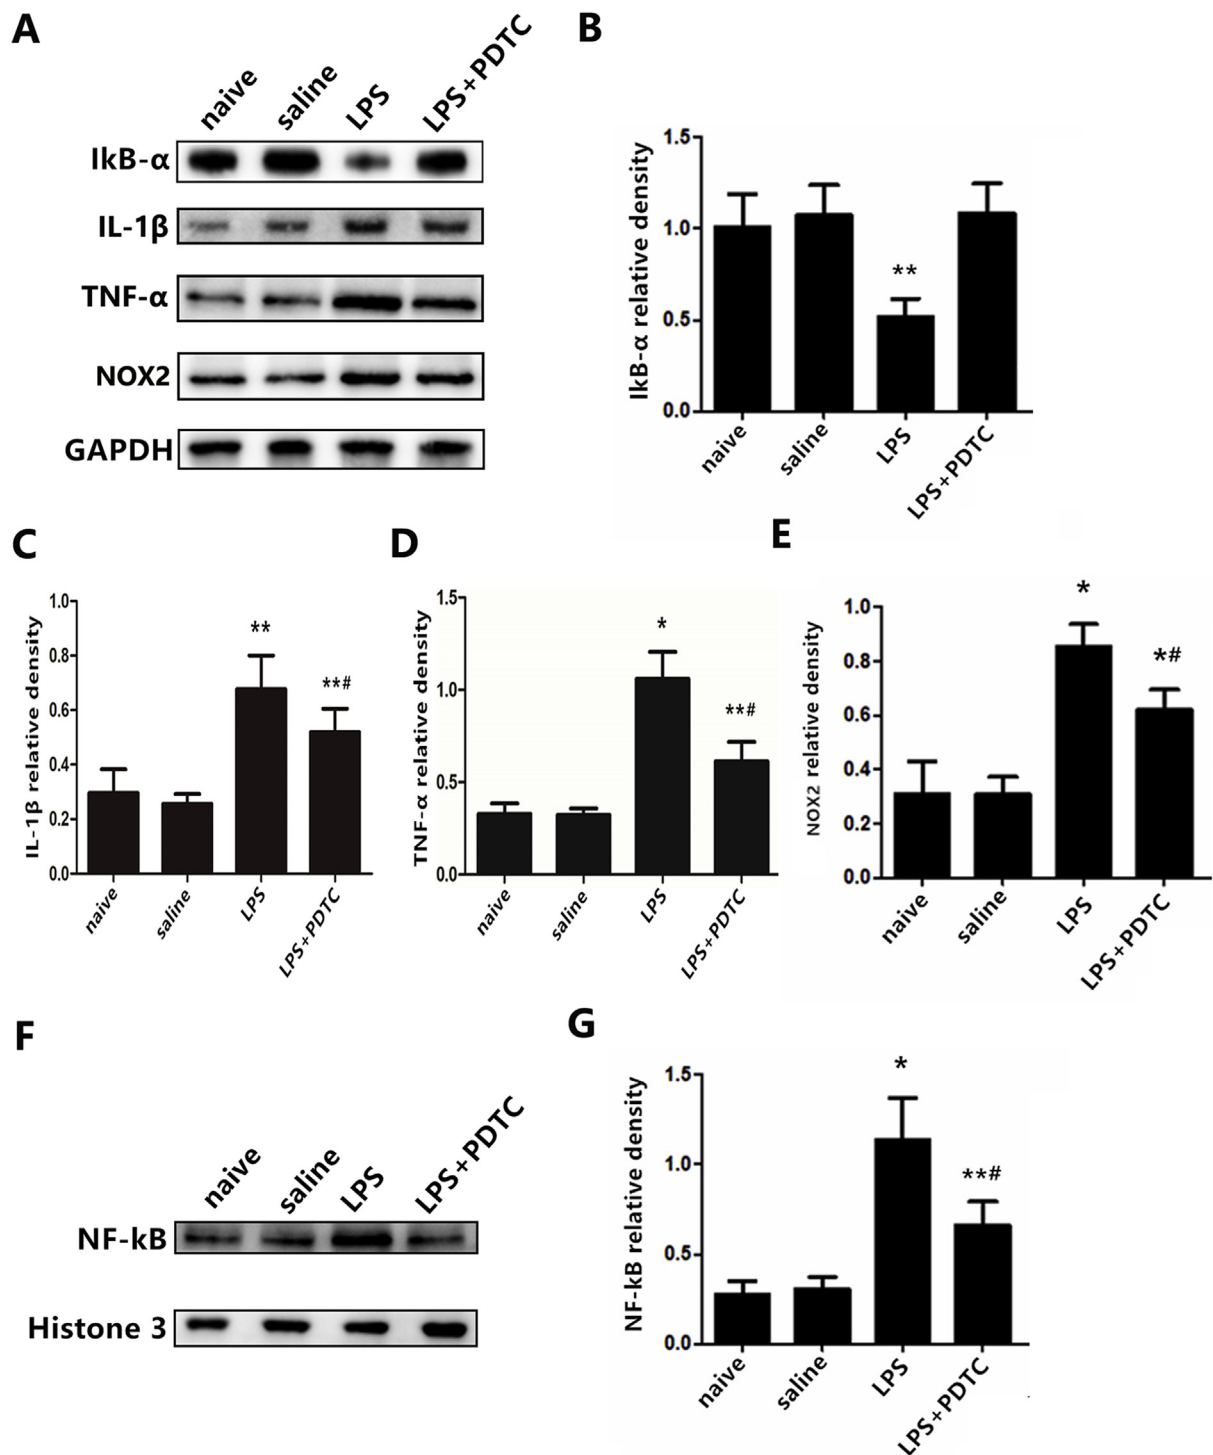 A
naive
saline
LPS
LPS+PDTC
IkB-α
IL-1β
TNF-α
NOX2
GAPDH
B
IkB-α relative density
1.5
1.0
0.5
0.0
**
naive
saline
LPS
LPS+PDTC
C
IL-1β relative density
1.0
0.8
0.6
0.4
0.2
0.0
**
**#
naive
saline
LPS
LPS+PDTC
D
TNF-α relative density
1.5
1.0
0.5
0.0
*
**#
naive
saline
LPS
LPS+PDTC
E
NOX2 relative density
1.0
0.8
0.6
0.4
0.2
0.0
*
*#
naive
saline
LPS
LPS+PDTC
F
naive
saline
LPS
LPS+PDTC
NF-kB
Histone 3
G
NF-kB relative density
1.5
1.0
0.5
0.0
*
**#
naive
saline
LPS
LPS+PDTC